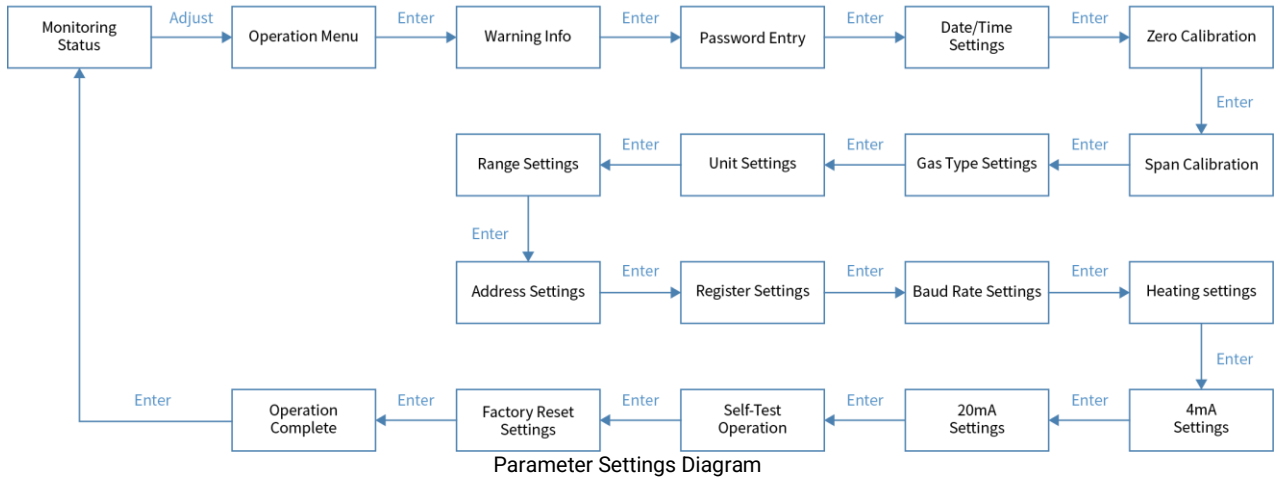 Monitoring
Status
Adjust
Operation Menu
Enter
Warning Info
Enter
Password Entry
Enter
Date/Time
Settings
Enter
Zero Calibration
Enter
Span Calibration
Enter
Gas Type Settings
Enter
Unit Settings
Enter
Range Settings
Enter
Address Settings
Enter
Register Settings
Enter
Baud Rate Settings
Enter
Heating settings
Enter
4mA
Settings
Enter
20mA
Settings
Enter
Self-Test
Operation
Enter
Factory Reset
Settings
Enter
Operation
Complete
Enter
Parameter Settings Diagram